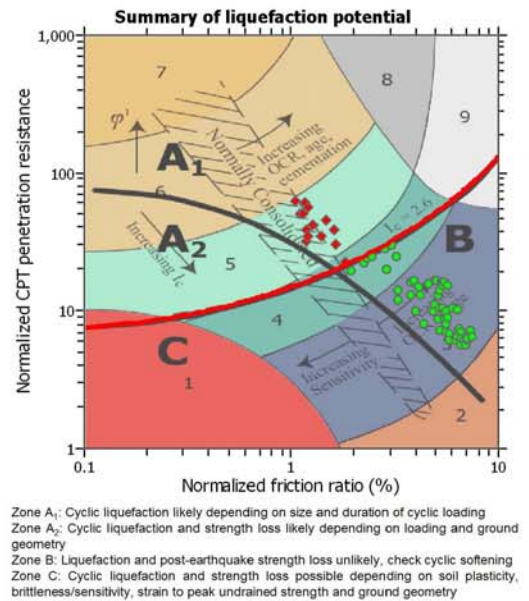 Summary of liquefaction potential
1,000
7
8
9
φ'
Increasing
OCR, age,
cementation
A1
Normally Consolidated
100
6
Ic = 2.6
A2
B
Increasing Ic
5
Normalized CPT penetration resistance
10
4
C
1
Increasing
Sensitivity
2
1
0.1
1
10
Normalized friction ratio (%)
Zone A1: Cyclic liquefaction likely depending on size and duration of cyclic loading
Zone A2: Cyclic liquefaction and strength loss likely depending on loading and ground
geometry
Zone B: Liquefaction and post-earthquake strength loss unlikely, check cyclic softening
Zone C: Cyclic liquefaction and strength loss possible depending on soil plasticity,
brittleness/sensitivity, strain to peak undrained strength and ground geometry